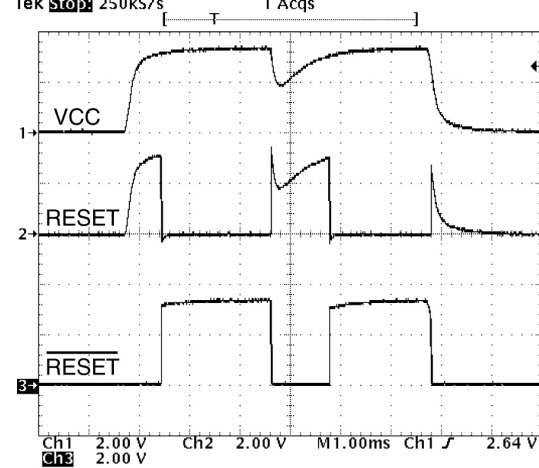 Tek Stop: 250kS/s 1 Acqs
[ T ]
VCC
1→
RESET
2→
RESET
3→
Ch1 2.00 V Ch2 2.00 V M1.00ms Ch1 ƒ 2.64 V
Ch3 2.00 V